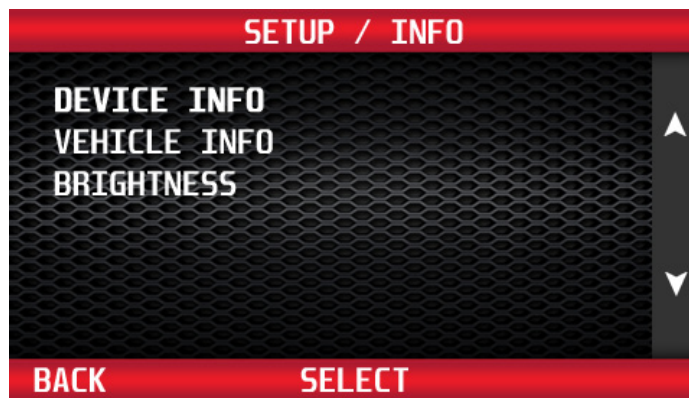 SETUP / INFO
DEVICE INFO
VEHICLE INFO
BRIGHTNESS
BACK SELECT